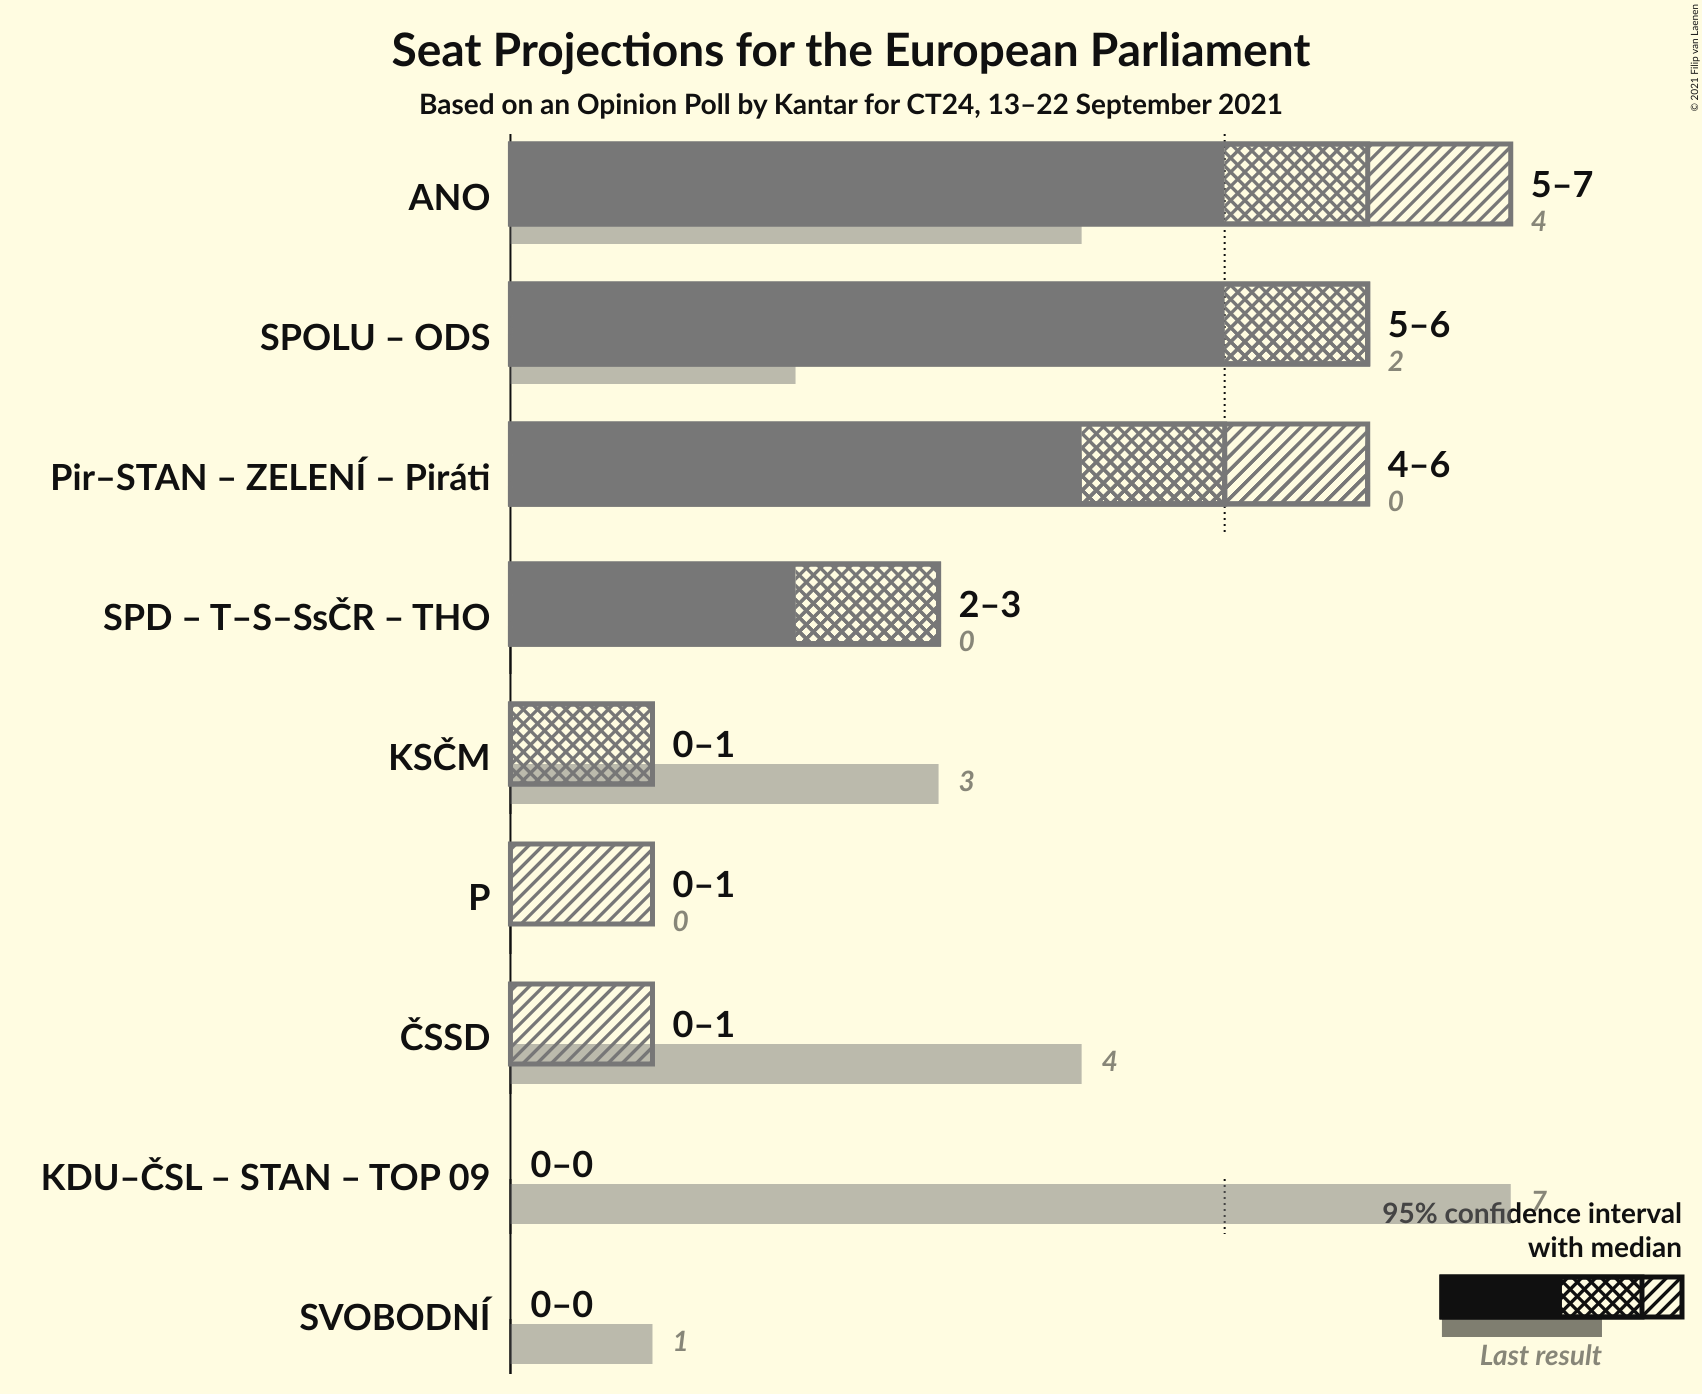 Seat Projections for the European Parliament
Based on an Opinion Poll by Kantar for CT24, 13–22 September 2021
© 2021 Filip van Laenen
ANO
5–7
4
SPOLU – ODS
5–6
2
Pir–STAN – ZELENÍ – Piráti
4–6
0
SPD – T–S–SsČR – THO
2–3
0
KSČM
0–1
3
P
0–1
0
ČSSD
0–1
4
KDU–ČSL – STAN – TOP 09
0–0
7
SVOBODNÍ
0–0
1
95% confidence interval
with median
Last result